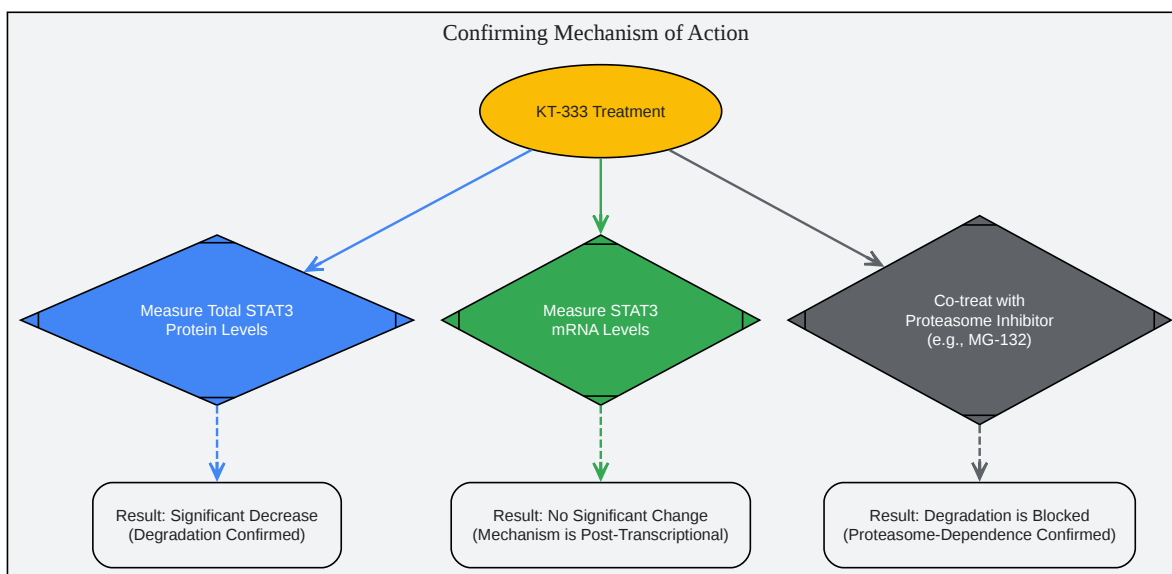 Confirming Mechanism of Action
KT-333 Treatment
Measure Total STAT3
Protein Levels
Measure STAT3
mRNA Levels
Co-treat with
Proteasome Inhibitor
(e.g., MG-132)
Result: Significant Decrease
(Degradation Confirmed)
Result: No Significant Change
(Mechanism is Post-Transcriptional)
Result: Degradation is Blocked
(Proteasome-Dependence Confirmed)